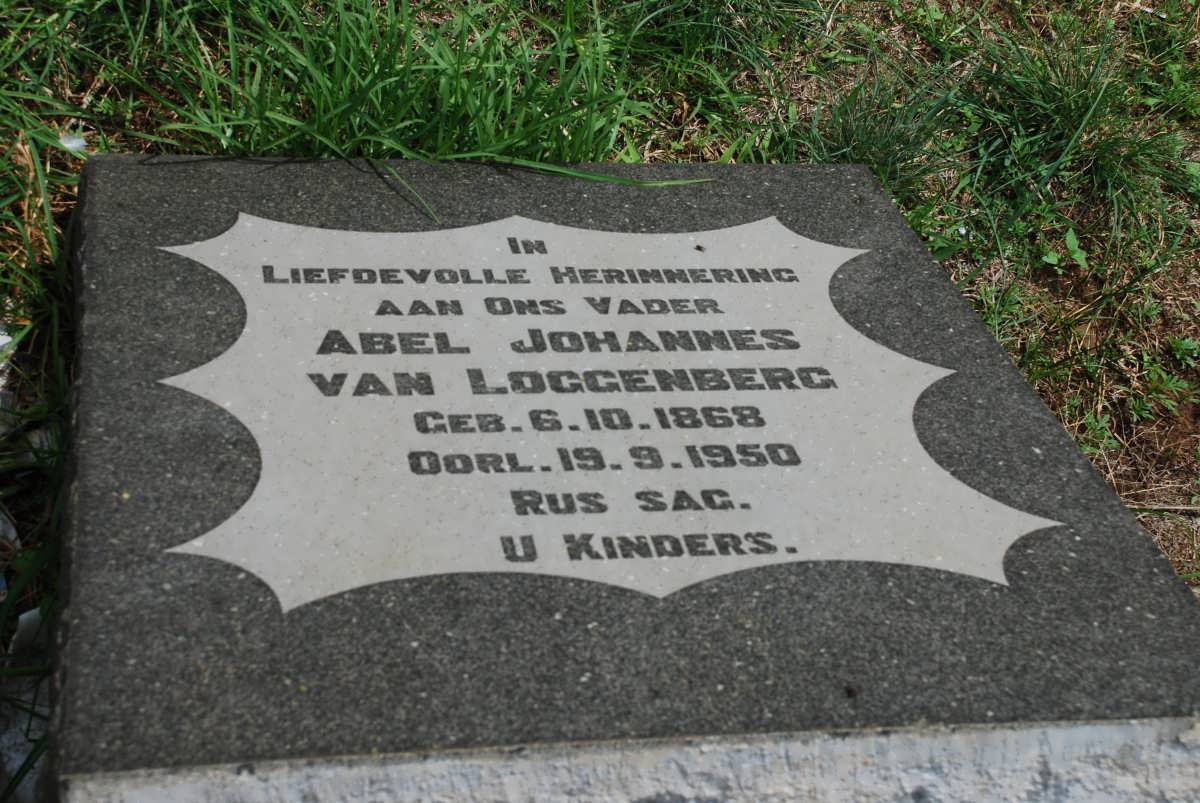 In
Liefdevolle Herinnering
aan Ons Vader
Abel Johannes
van Loggenberg
Geb. 6.10.1868
Oorl. 19.9.1950
Rus sag.
U Kinders.